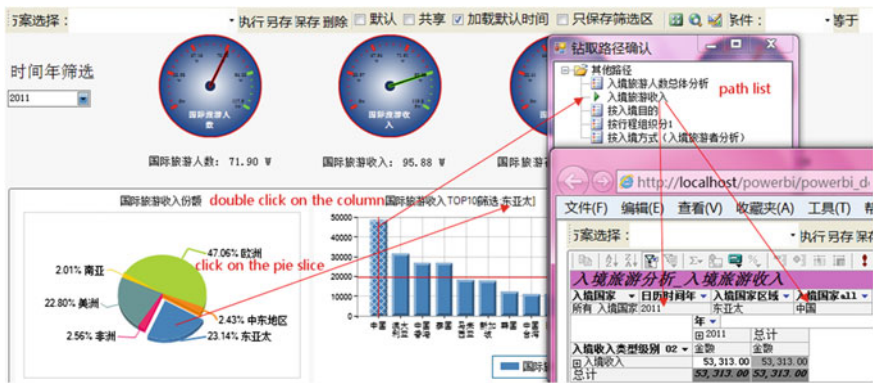 方案选择：
执行 另存 保存 删除 默认 共享 加载默认时间 只保存筛选区 条件： 等于
时间年筛选
2011
国际旅游人数
国际旅游收入
国际旅游人数: 71.90 ￥
国际旅游收入: 95.88 ￥
国际旅游
钻取路径确认
其他路径
入境旅游人数总体分析
入境旅游收入
按入境目的
按行程组织分1
按入境方式（入境旅游者分析）
path list
国际旅游收入份额
double click on the column
国际旅游收入TOP10[筛选:东亚太]
click on the pie slice
47.06% 欧洲
2.01% 南亚
22.80% 美洲
2.56% 非洲
2.43% 中东地区
23.14% 东亚太
50000
40000
30000
20000
10000
0
中国
国际
http://localhost/powerbi/powerbi_d
文件(F) 编辑(E) 查看(V) 收藏夹(A) 工具(T) 帮
方案选择：
执行 另存 保存
入境旅游分析_入境旅游收入
入境国家 日历时间年 入境国家区域 入境国家all
所有 入境国家 2011 东亚太 中国
年
2011 总计
入境收入类型级别 02 金额 金额
入境收入 53,313.00 53,313.00
总计 53,313.00 53,313.00